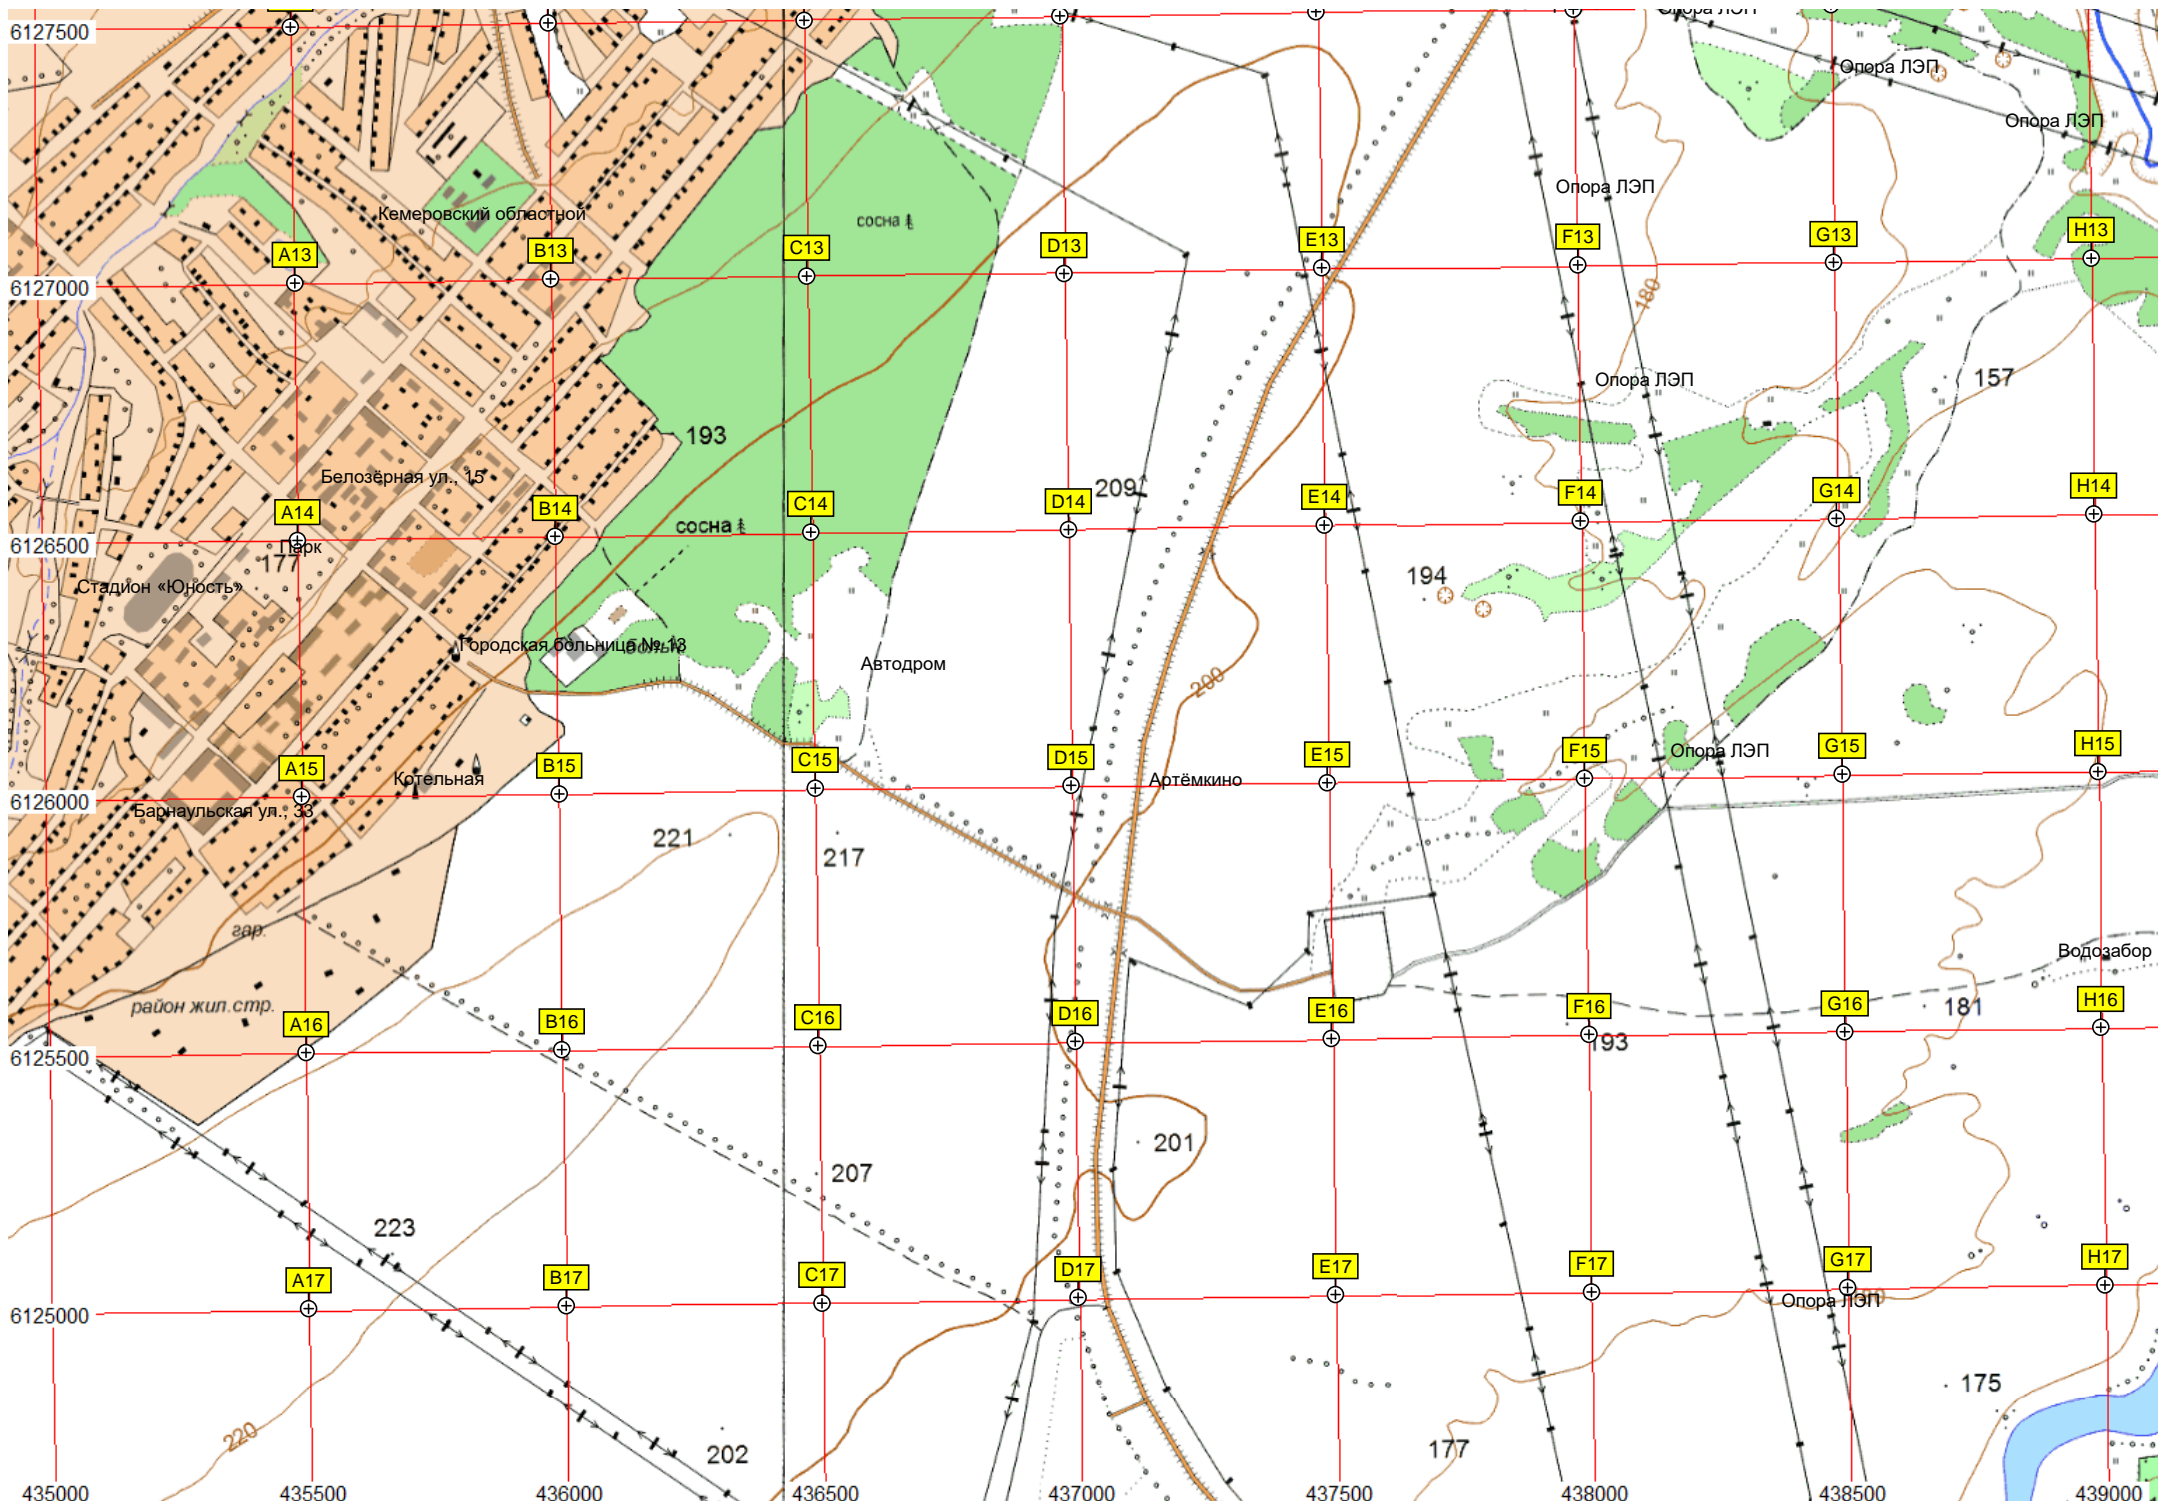 Опора ЛЭП
6127500
Опора ЛЭП
Опора ЛЭП
Опора ЛЭП
Кемеровский областной
сосна
A13
B13
C13
D13
E13
F13
G13
H13
6127000
180
Опора ЛЭП
157
193
Белозёрная ул., 15
209
A14
B14
C14
D14
E14
F14
G14
H14
сосна
6126500
Парк
177
194
Стадион «Юность»
Городская больница № 13
Автодром
200
A15
B15
C15
D15
E15
F15
G15
H15
Опора ЛЭП
Котельная
Артёмкино
6126000
Барнаульская ул., 33
221
217
гар.
Водозабор
район жил.стр.
181
A16
B16
C16
D16
E16
F16
G16
H16
193
6125500
201
207
223
A17
B17
C17
D17
E17
F17
G17
H17
Опора ЛЭП
6125000
175
220
202
177
435000
435500
436000
436500
437000
437500
438000
438500
439000